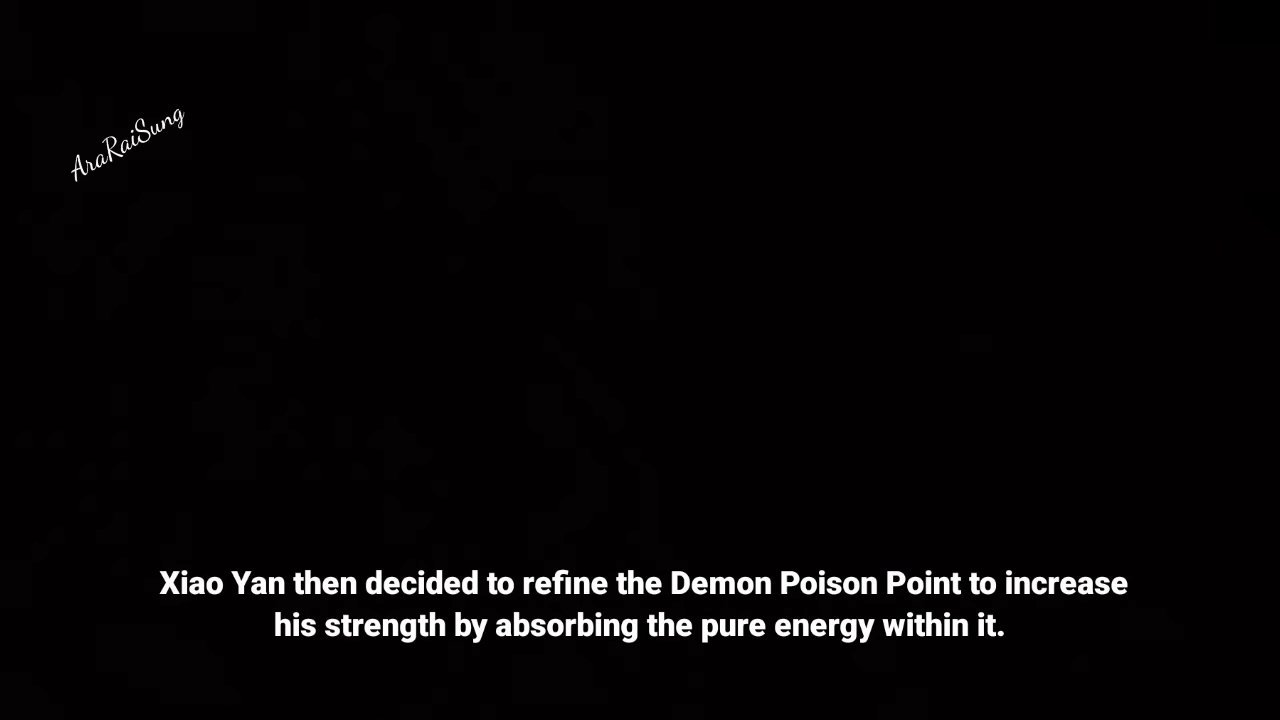 AraRaiSung
Xiao Yan then decided to refine the Demon Poison Point to increase
his strength by absorbing the pure energy within it.